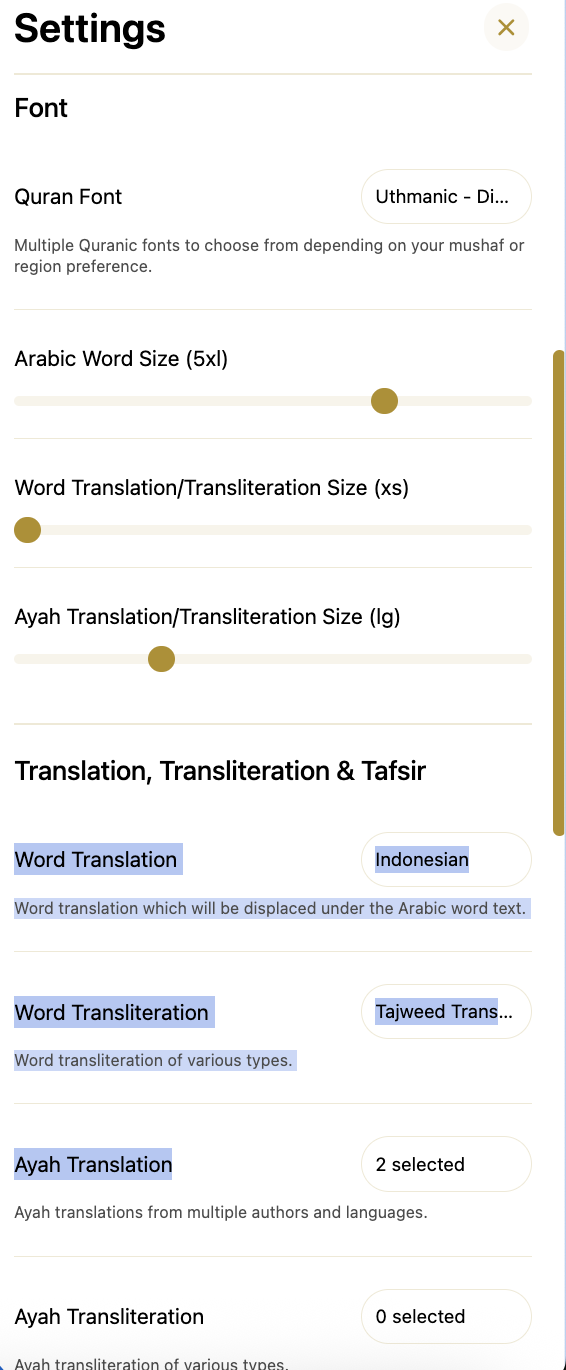 Settings
Font
Quran Font
Uthmanic - Di...
Multiple Quranic fonts to choose from depending on your mushaf or
region preference.
Arabic Word Size (5xl)
Word Translation/Transliteration Size (xs)
Ayah Translation/Transliteration Size (lg)
Translation, Transliteration & Tafsir
Word Translation
Indonesian
Word translation which will be displaced under the Arabic word text.
Word Transliteration
Tajweed Trans...
Word transliteration of various types.
Ayah Translation
2 selected
Ayah translations from multiple authors and languages.
Ayah Transliteration
0 selected
Ayah transliteration of various types.